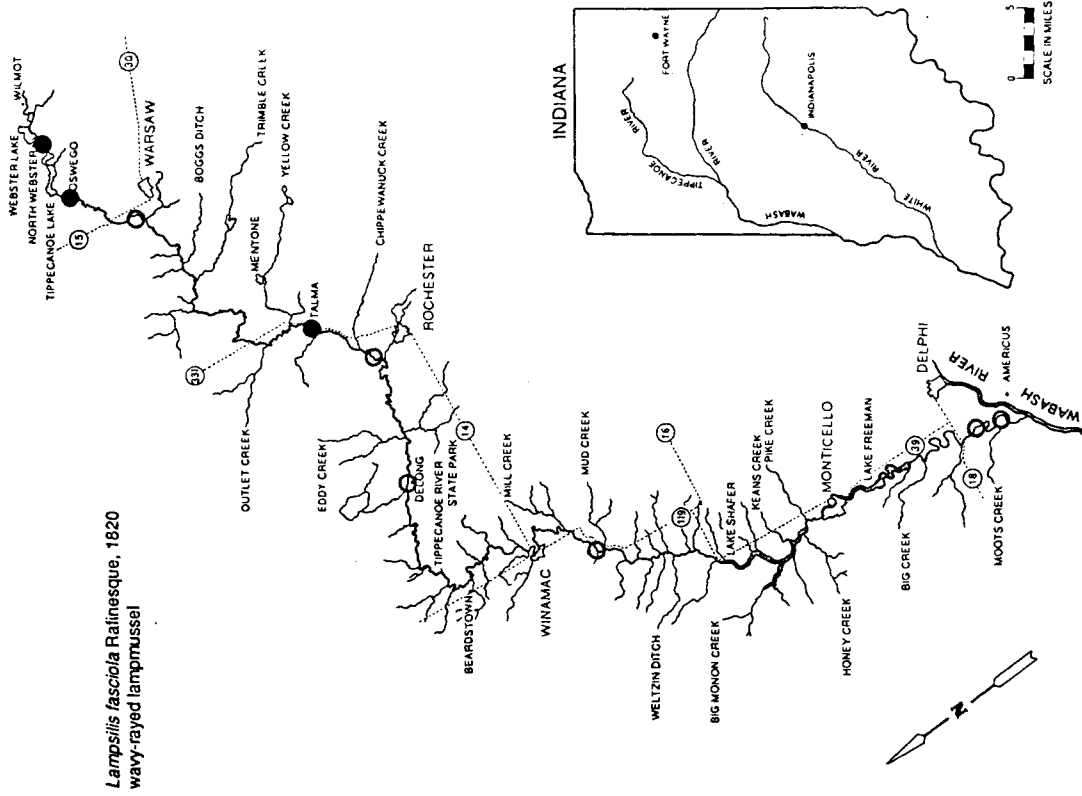 Lampsilis fasciola Rafinesque, 1820
wavy-rayed lampmussel
WILMOT
WEBSTER LAKE
NORTH WEBSTER
OSWEGO
TIPPECANOE LAKE
15
30
WARSAW
BOGGS DITCH
TRIMBLE CREEK
YELLOW CREEK
MENTONE
TALMA
331
OUTLET CREEK
CHIPPEWANUCK CREEK
ROCHESTER
14
EDDY CREEK
DELONG
TIPPECANOE RIVER
STATE PARK
MILL CREEK
BEARDSTOWN
WINAMAC
MUD CREEK
16
119
WELTZIN DITCH
BIG MONON CREEK
LAKE SHAFER
KEANS CREEK
PIKE CREEK
HONEY CREEK
MONTICELLO
LAKE FREEMAN
39
BIG CREEK
18
MOOTS CREEK
DELPHI
AMERICUS
WABASH RIVER
N
INDIANA
FORT WAYNE
INDIANAPOLIS
TIPPECANOE RIVER
WABASH RIVER
WHITE RIVER
0 5
SCALE IN MILES